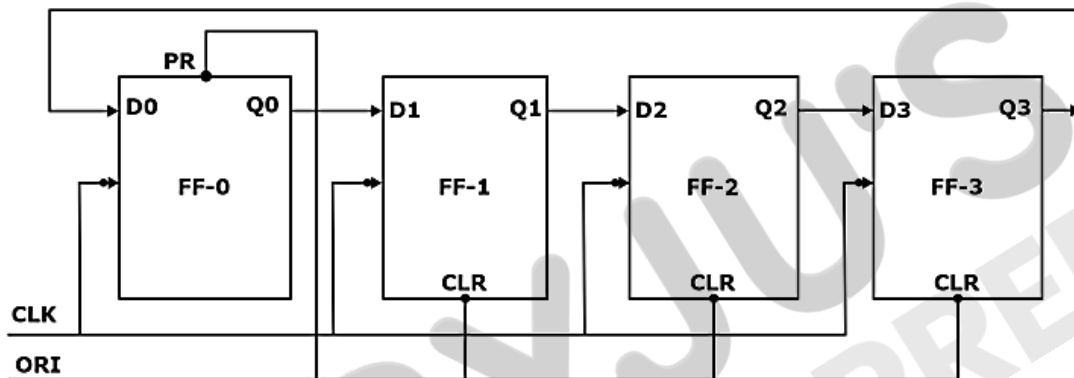 PR
D0 Q0 D1 Q1 D2 Q2 D3 Q3
FF-0 FF-1 FF-2 FF-3
CLR CLR CLR
CLK
ORI
BYJU'S